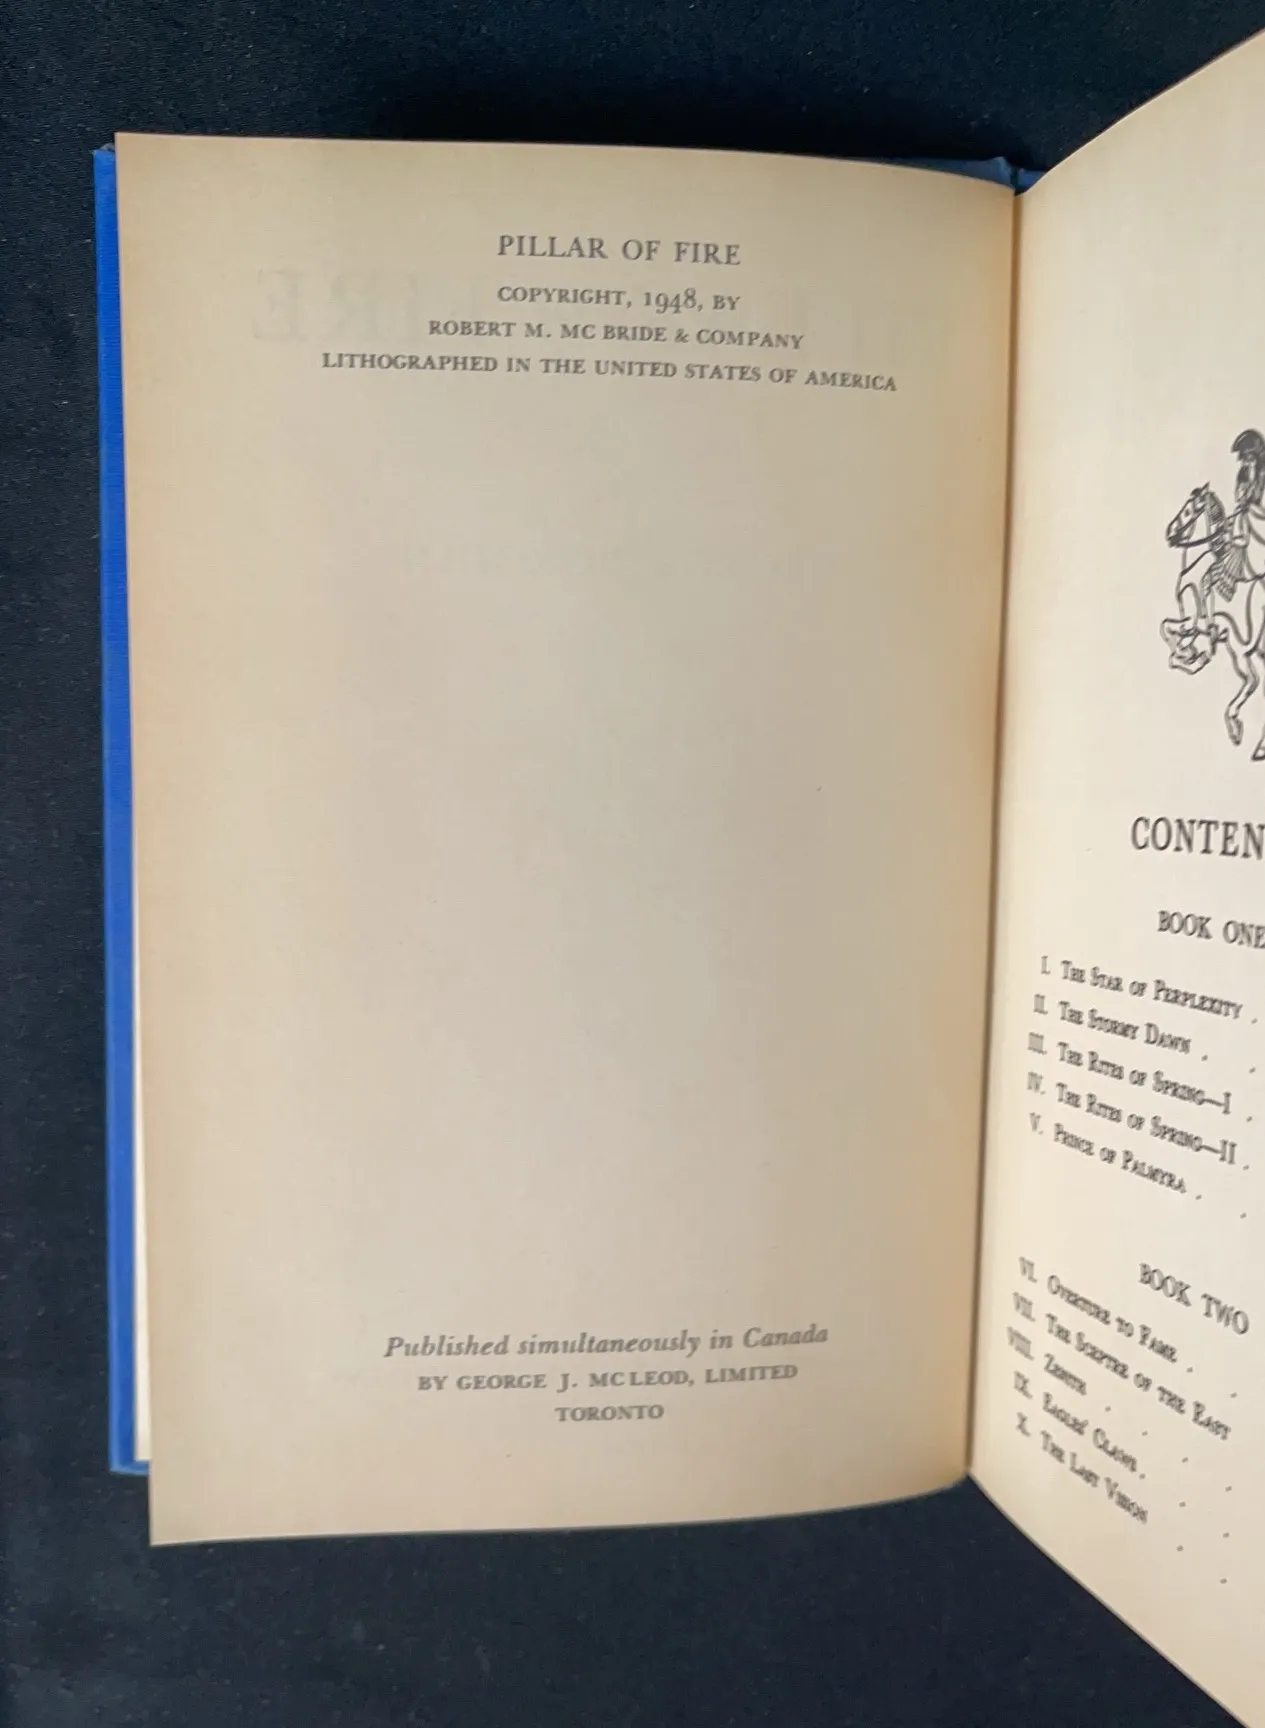 PILLAR OF FIRE
COPYRIGHT, 1948, BY
ROBERT M. MC BRIDE & COMPANY
LITHOGRAPHED IN THE UNITED STATES OF AMERICA
Published simultaneously in Canada
BY GEORGE J. MC LEOD, LIMITED
TORONTO
CONTEN
BOOK ONE
I. THE STAR OF PERPLEXITY .
II. THE STORMY DAWN . .
III. THE RITES OF SPRING—I .
IV. THE RITES OF SPRING—II .
V. PRINCE OF PALMYRA . .
BOOK TWO
VI. OVERTURE TO FAME . .
VII. THE SCEPTER OF THE EAST
VIII. ZENITH . . . .
IX. EAGLES' CLAWS . . .
X. THE LAST VISION . .